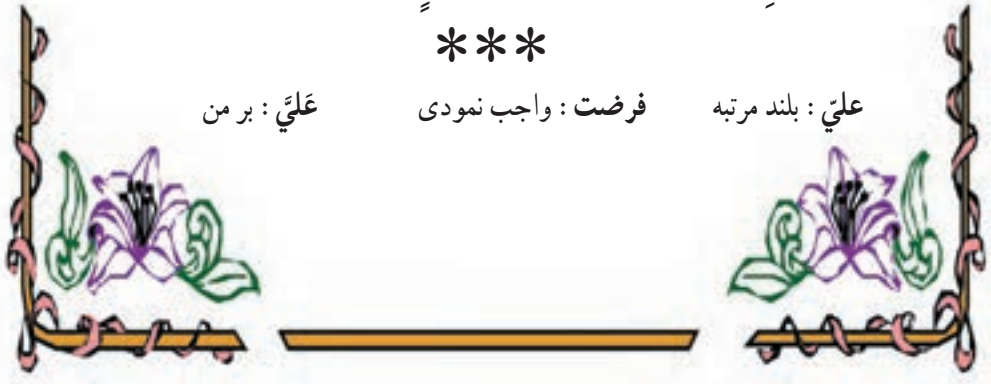 ***
عليّ : بلند مرتبه فرضت : واجب نمودی عَليَّ : بر من